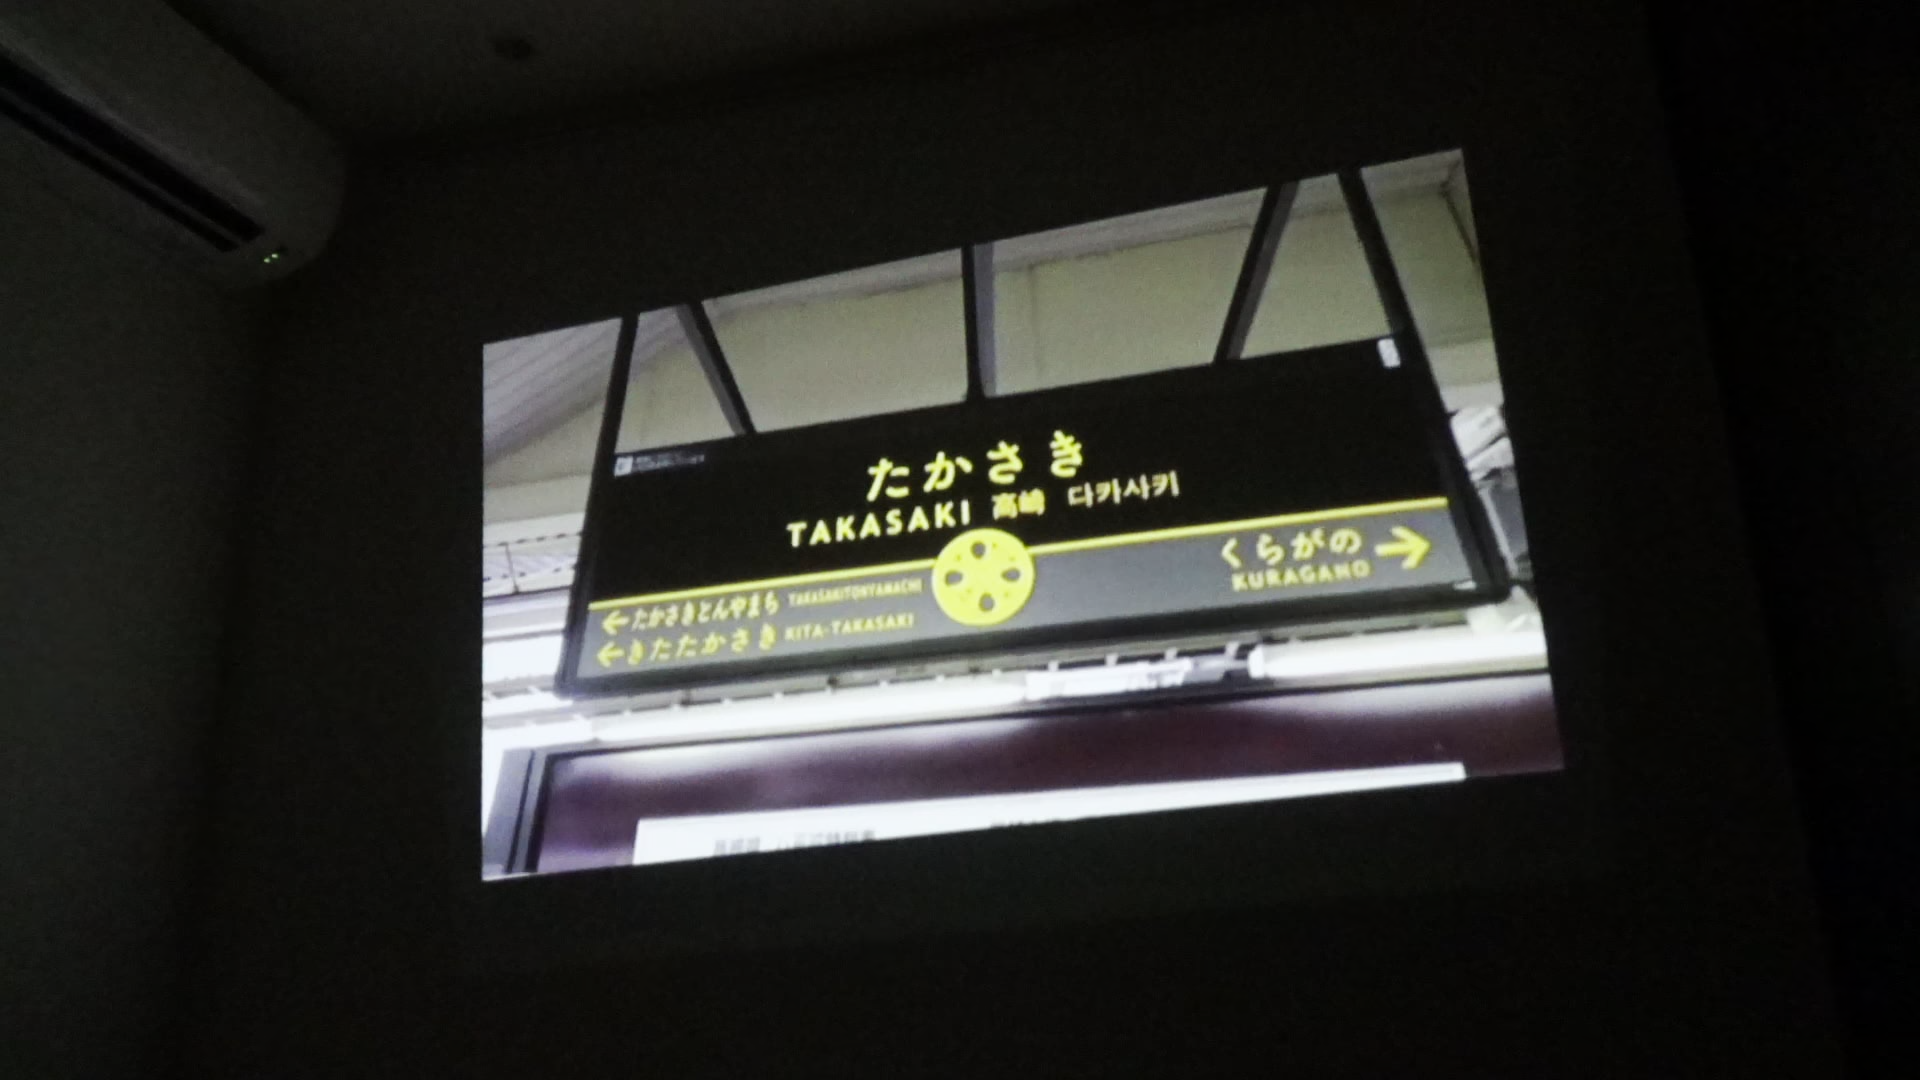 たかさき
TAKASAKI 高崎 다카사키
くらがの →
KURAGANO
←たかさきとんやまち TAKASAKITONYAMACHI
←きたたかさき KITA-TAKASAKI